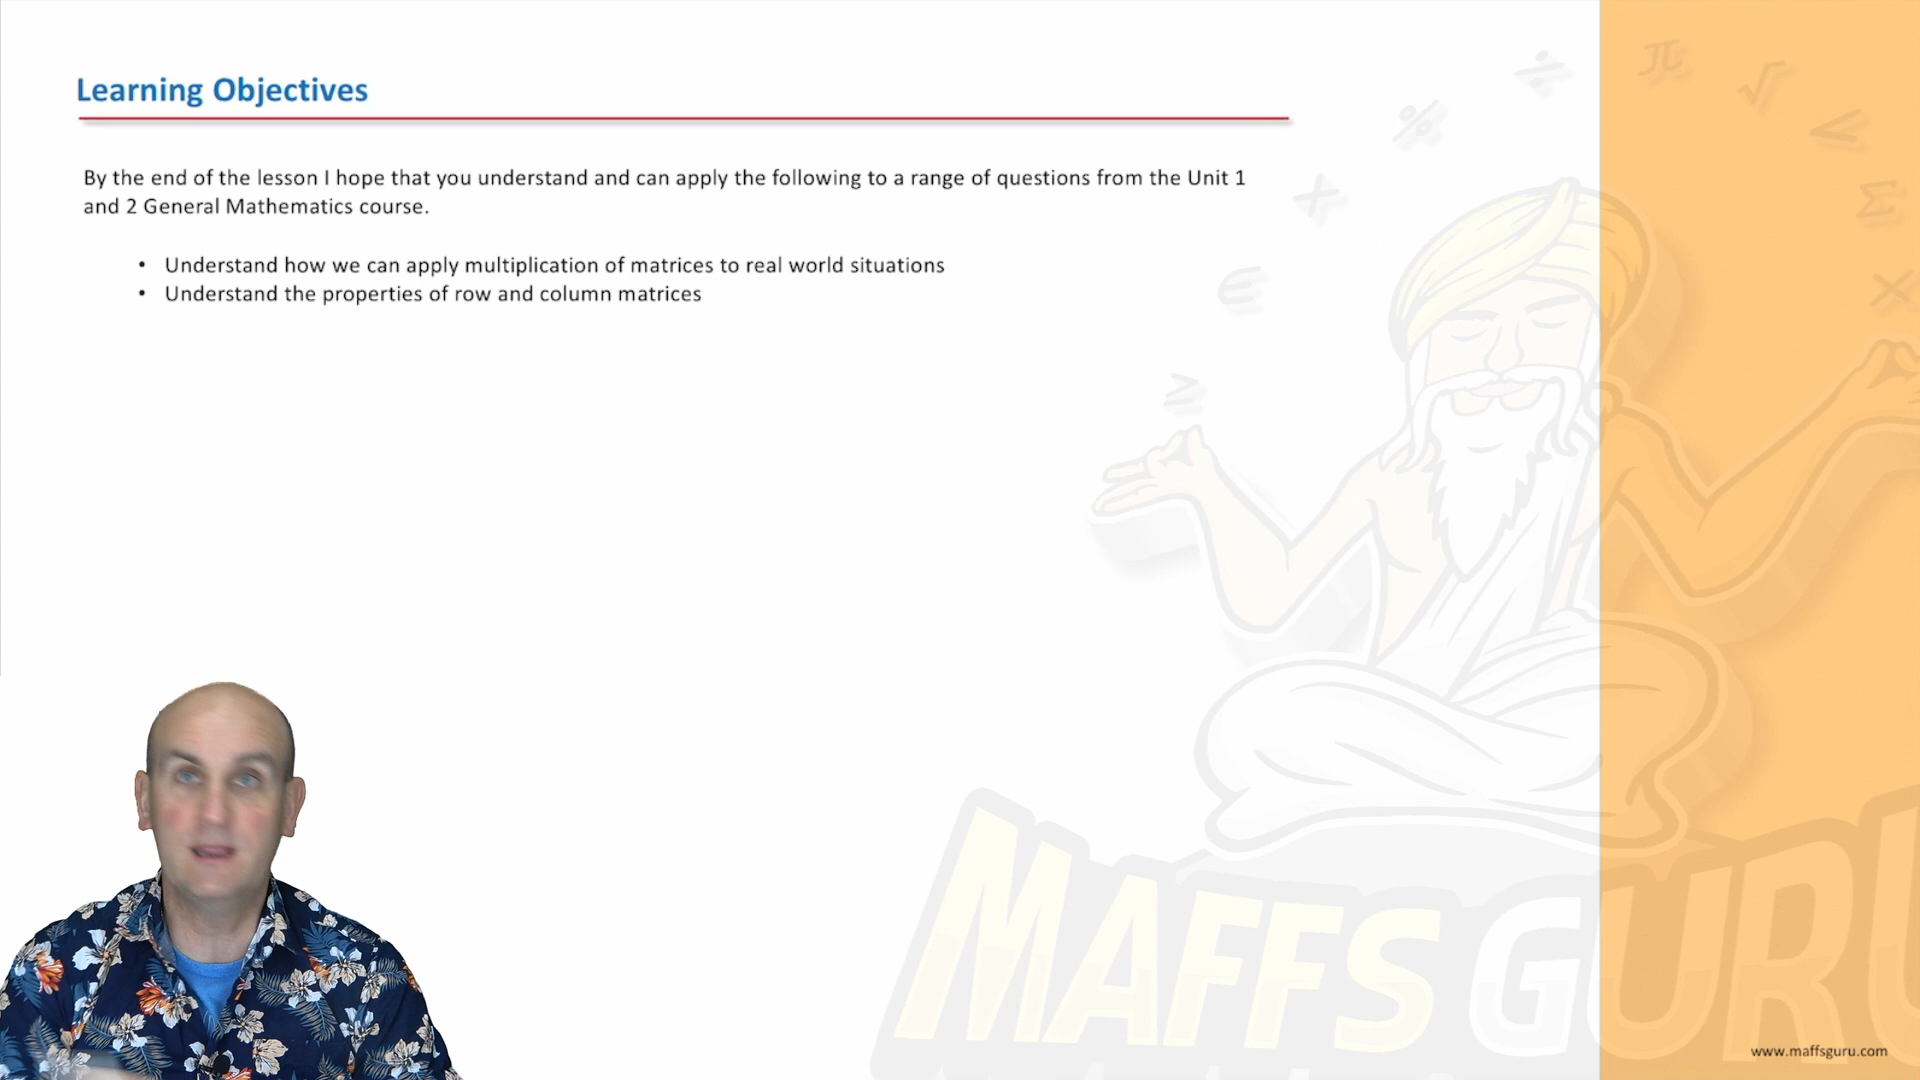 Learning Objectives
By the end of the lesson I hope that you understand and can apply the following to a range of questions from the Unit 1
and 2 General Mathematics course.
• Understand how we can apply multiplication of matrices to real world situations
• Understand the properties of row and column matrices
÷
π
√
%
<
×
Σ
€
×
≥
MAFFS GURU
www.maffsguru.com